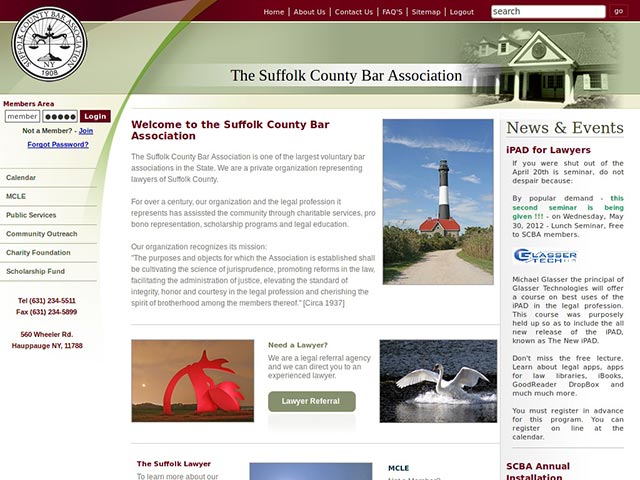 Home | About Us | Contact Us | FAQ'S | Sitemap | Logout
search
go
SUFFOLK COUNTY BAR ASSOCIATION
NY
1908
The Suffolk County Bar Association
Members Area
member
Login
Not a Member? - Join
Forgot Password?
Calendar
MCLE
Public Services
Community Outreach
Charity Foundation
Scholarship Fund
Tel (631) 234-5511
Fax (631) 234-5899
560 Wheeler Rd.
Hauppauge NY, 11788
Welcome to the Suffolk County Bar
Association
The Suffolk County Bar Association is one of the largest voluntary bar
associations in the State. We are a private organization representing
lawyers of Suffolk County.
For over a century, our organization and the legal profession it
represents has assissted the community through charitable services, pro
bono representation, scholarship programs and legal education.
Our organization recognizes its mission:
"The purposes and objects for which the Association is established shall
be cultivating the science of jurisprudence, promoting reforms in the law,
facilitating the administration of justice, elevating the standard of
integrity, honor and courtesy in the legal profession and cherishing the
spirit of brotherhood among the members thereof." [Circa 1937]
Need a Lawyer?
We are a legal referral agency
and we can direct you to an
experienced lawyer.
Lawyer Referral
The Suffolk Lawyer
To learn more about our
MCLE
Not a Member?
News & Events
iPAD for Lawyers
If you were shut out of the
April 20th is seminar, do not
despair because:
By popular demand - this
second seminar is being
given !!! - on Wednesday, May
30, 2012 - Lunch Seminar, Free
to SCBA members.
GLASSER
TECH
Michael Glasser the principal of
Glasser Technologies will offer
a course on best uses of the
iPAD in the legal profession.
This course was purposely
held up so as to include the all
new release of the iPAD,
known as The New iPAD.
Don't miss the free lecture.
Learn about legal apps, apps
for law libraries, iBooks,
GoodReader DropBox and
much much more.
You must register in advance
for this program. You can
register on line at the
calendar.
SCBA Annual
Installation